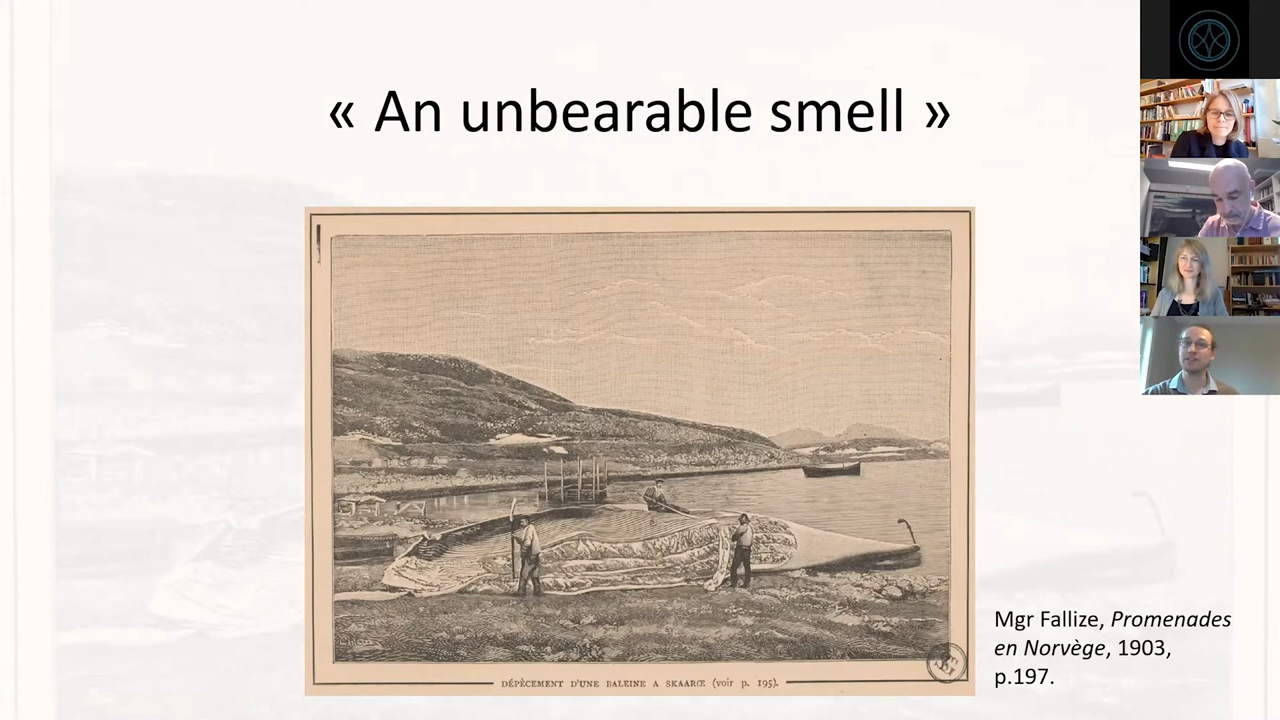 « An unbearable smell »
DÉPÈCEMENT D'UNE BALEINE A SKAARŒ (voir p. 195).
Mgr Fallize, Promenades
en Norvège, 1903,
p.197.